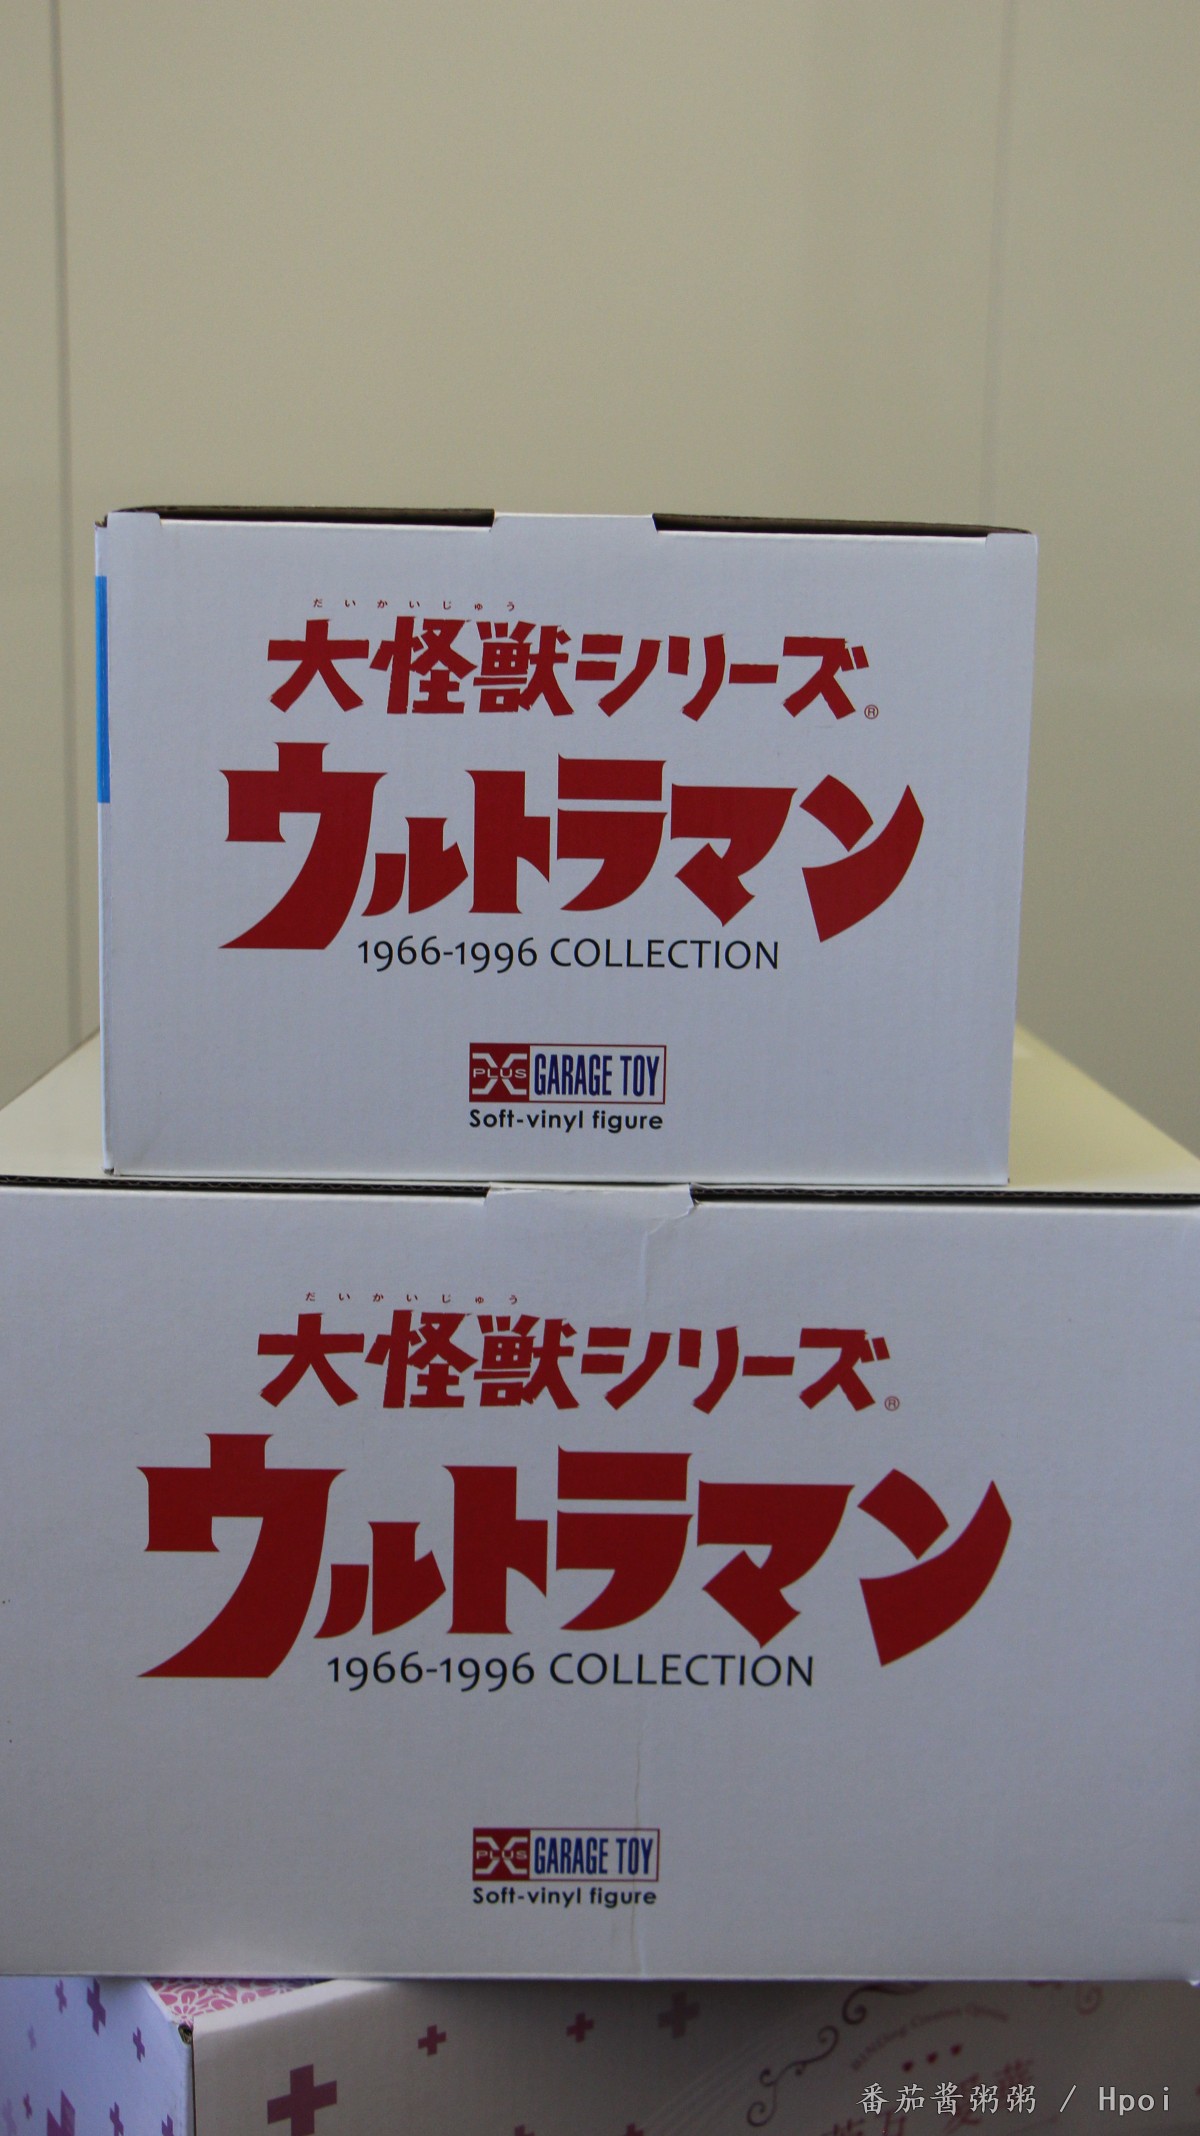 だいかいじゅう
大怪獣シリーズ®
ウルトラマン
1966-1996 COLLECTION
X PLUS GARAGE TOY
Soft-vinyl figure
だいかいじゅう
大怪獣シリーズ®
ウルトラマン
1966-1996 COLLECTION
X PLUS GARAGE TOY
Soft-vinyl figure
番茄酱粥粥 / Hpoi